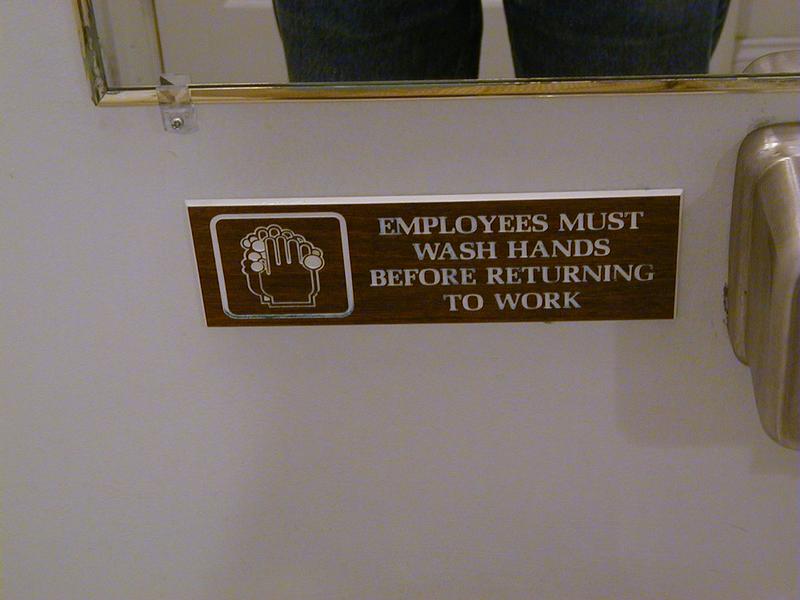 EMPLOYEES MUST
WASH HANDS
BEFORE RETURNING
TO WORK